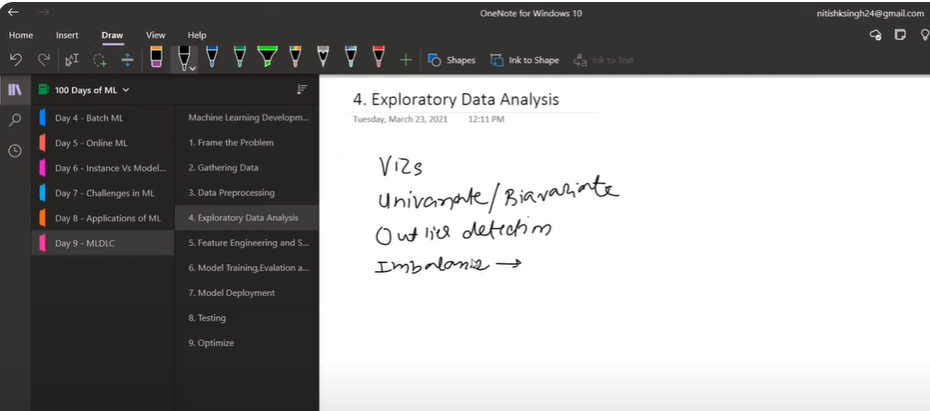 OneNote for Windows 10
nitishksingh24@gmail.com
Home Insert Draw View Help
Shapes Ink to Shape Ink to Text
100 Days of ML
Day 4 - Batch ML
Day 5 - Online ML
Day 6 - Instance Vs Model...
Day 7 - Challenges in ML
Day 8 - Applications of ML
Day 9 - MLDLC
Machine Learning Developm...
1. Frame the Problem
2. Gathering Data
3. Data Preprocessing
4. Exploratory Data Analysis
5. Feature Engineering and S...
6. Model Training,Evalation a...
7. Model Deployment
8. Testing
9. Optimize
4. Exploratory Data Analysis
Tuesday, March 23, 2021 12:11 PM
Vizs
Univariate/Biavariate
Outlier detection
Imbalance →